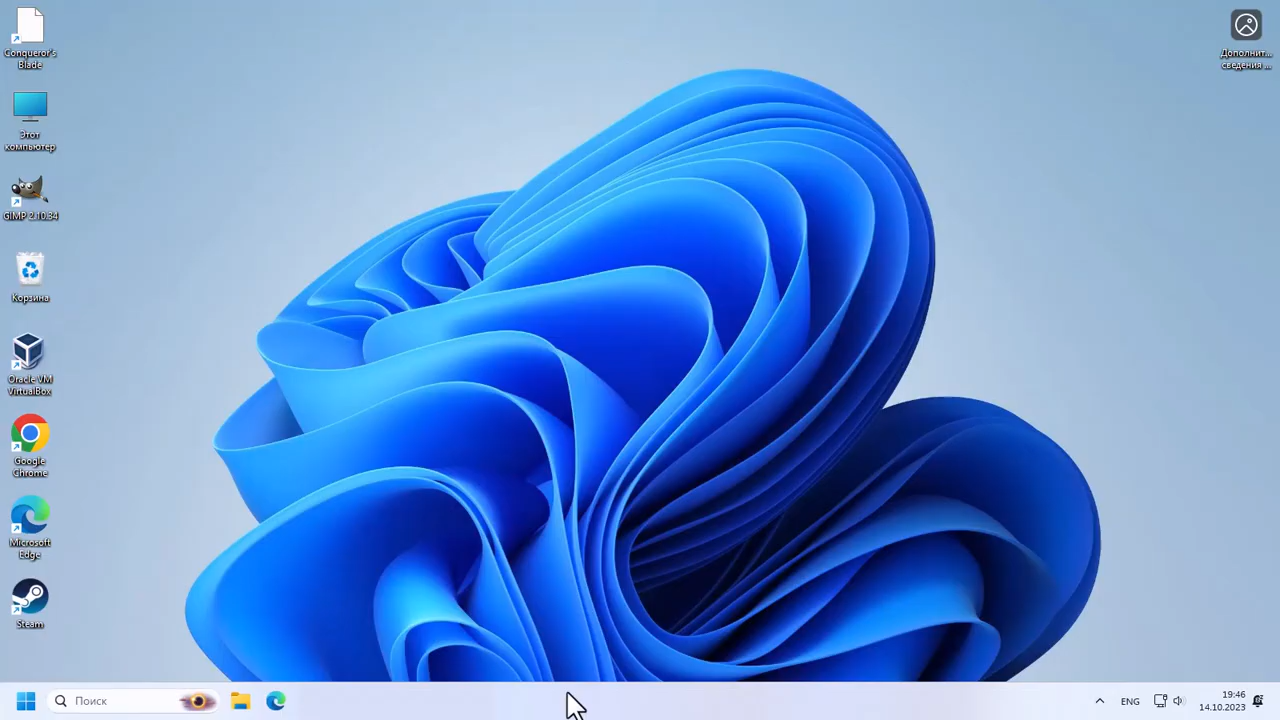 Conqueror's
Blade
Этот
компьютер
GIMP 2.10.34
Корзина
Oracle VM
VirtualBox
Google
Chrome
Microsoft
Edge
Steam
Дополнит...
сведения ...
Поиск
ENG
19:46
14.10.2023